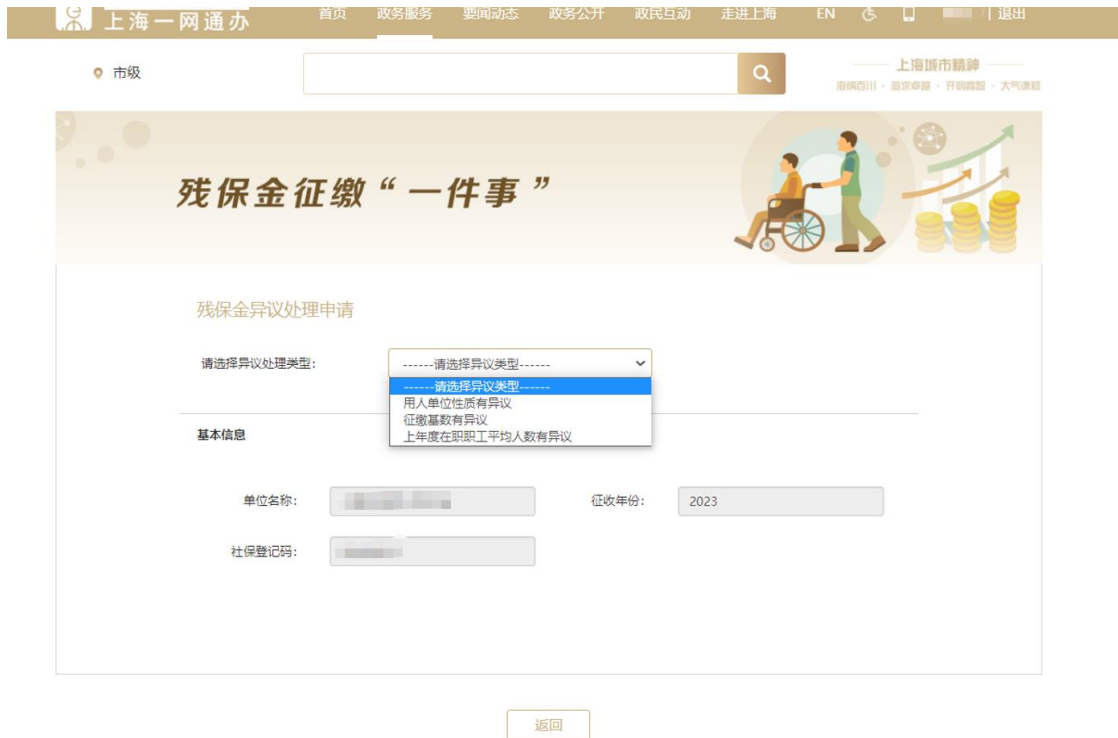 上海一网通办 首页 政务服务 要闻动态 政务公开 政民互动 走进上海 EN 退出
市级
上海城市精神
海纳百川 · 追求卓越 · 开明睿智 · 大气谦和
残保金征缴“一件事”
残保金异议处理申请
请选择异议处理类型： ------请选择异议类型------
------请选择异议类型------
用人单位性质有异议
征缴基数有异议
上年度在职职工平均人数有异议
基本信息
单位名称： 征收年份： 2023
社保登记码：
返回